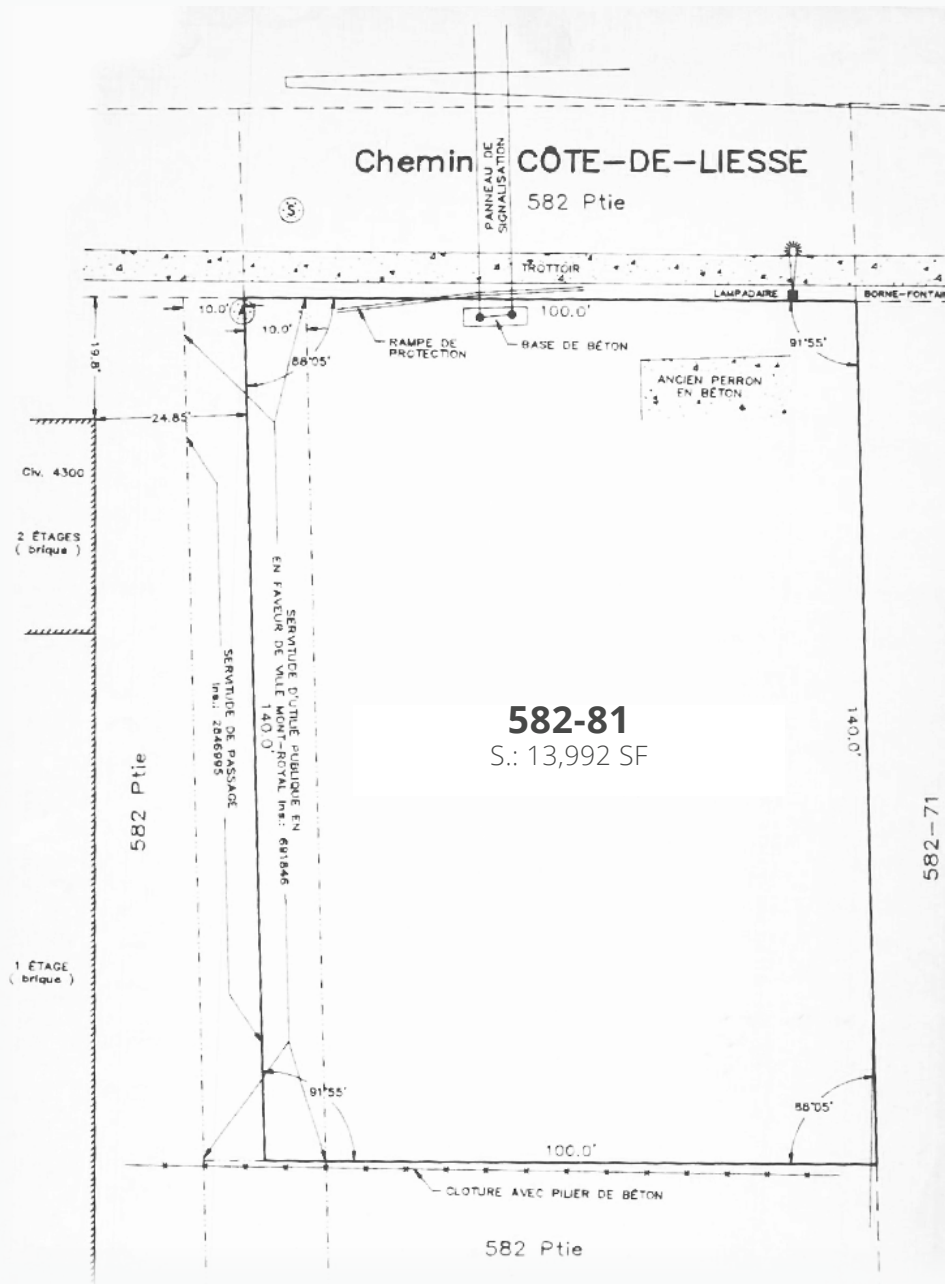 PANNEAU DE
SIGNALISATION
Chemin CÔTE-DE-LIESSE
582 Ptie
S
TROTTOIR
LAMPADAIRE
BORNE-FONTAI
10.0'
10.0'
100.0'
RAMPE DE
PROTECTION
BASE DE BÉTON
88°05'
91°55'
19.8'
ANCIEN PERRON
EN BÉTON
24.85'
Civ. 4300
2 ÉTAGES
( brique )
SERVITUDE D'UTILIÉ PUBLIQUE EN
EN FAVEUR DE VILLE MONT-ROYAL Ins.: 691846
140.0'
SERVITUDE DE PASSAGE
Ins.: 2846995
582-81
S.: 13,992 SF
140.0'
582 Ptie
582-71
1 ÉTAGE
( brique )
91°55'
88°05'
100.0'
CLOTURE AVEC PILIER DE BÉTON
582 Ptie